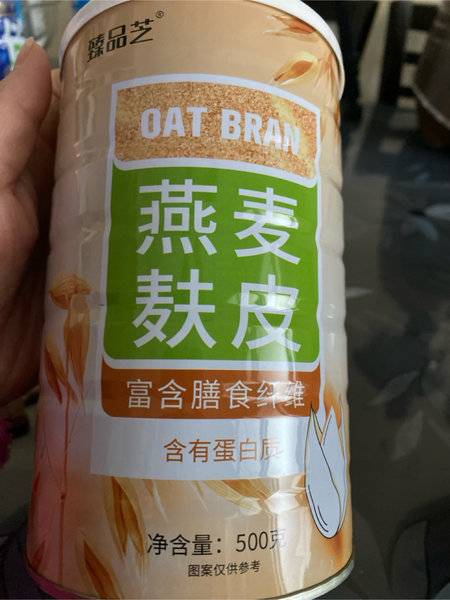 臻品芝®
OAT BRAN
燕麦
麸皮
富含膳食纤维
含有蛋白质
净含量：500克
图案仅供参考